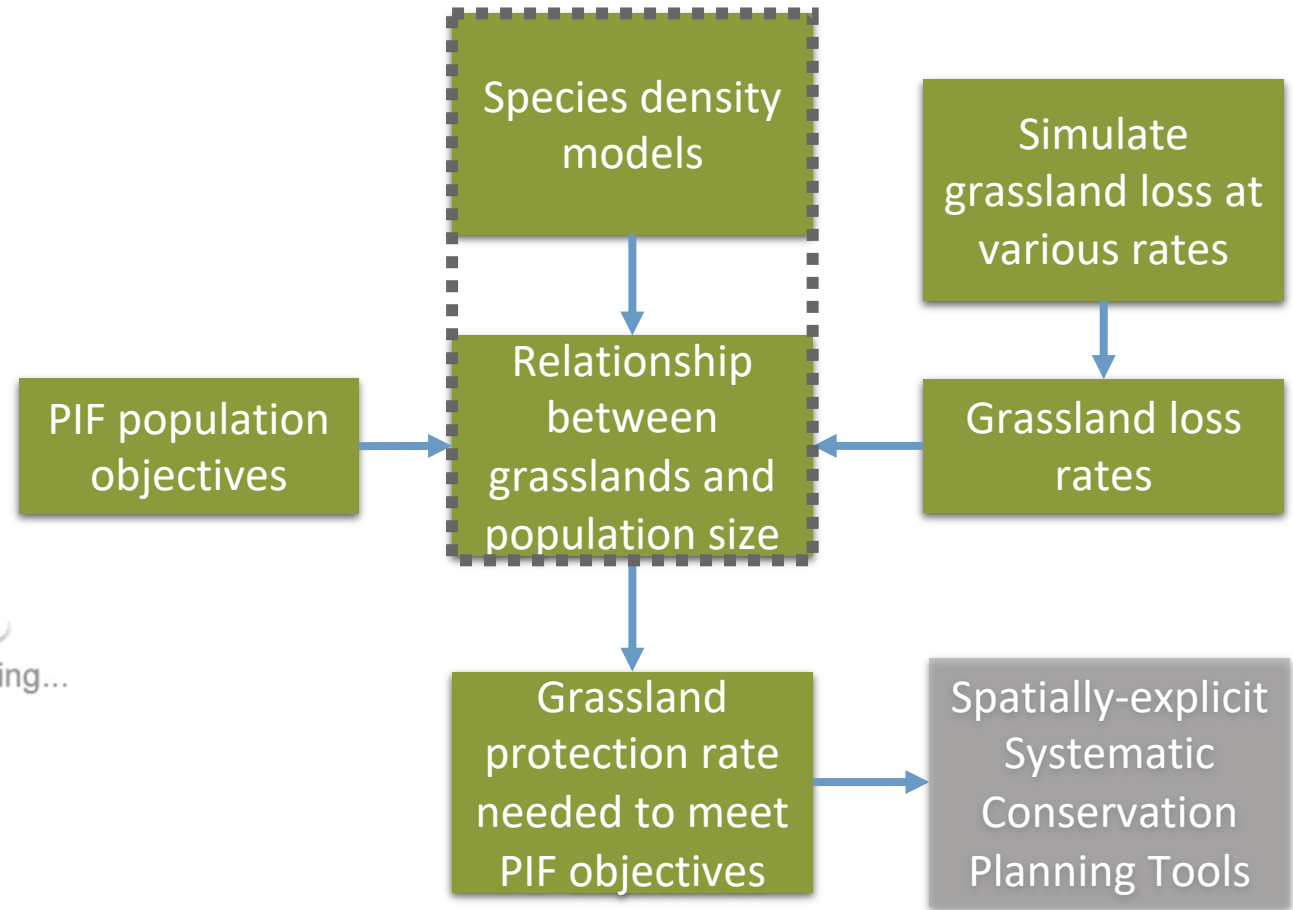 Species density
models
Simulate
grassland loss at
various rates
PIF population
objectives
Relationship
between
grasslands and
population size
Grassland loss
rates
ing...
Grassland
protection rate
needed to meet
PIF objectives
Spatially-explicit
Systematic
Conservation
Planning Tools